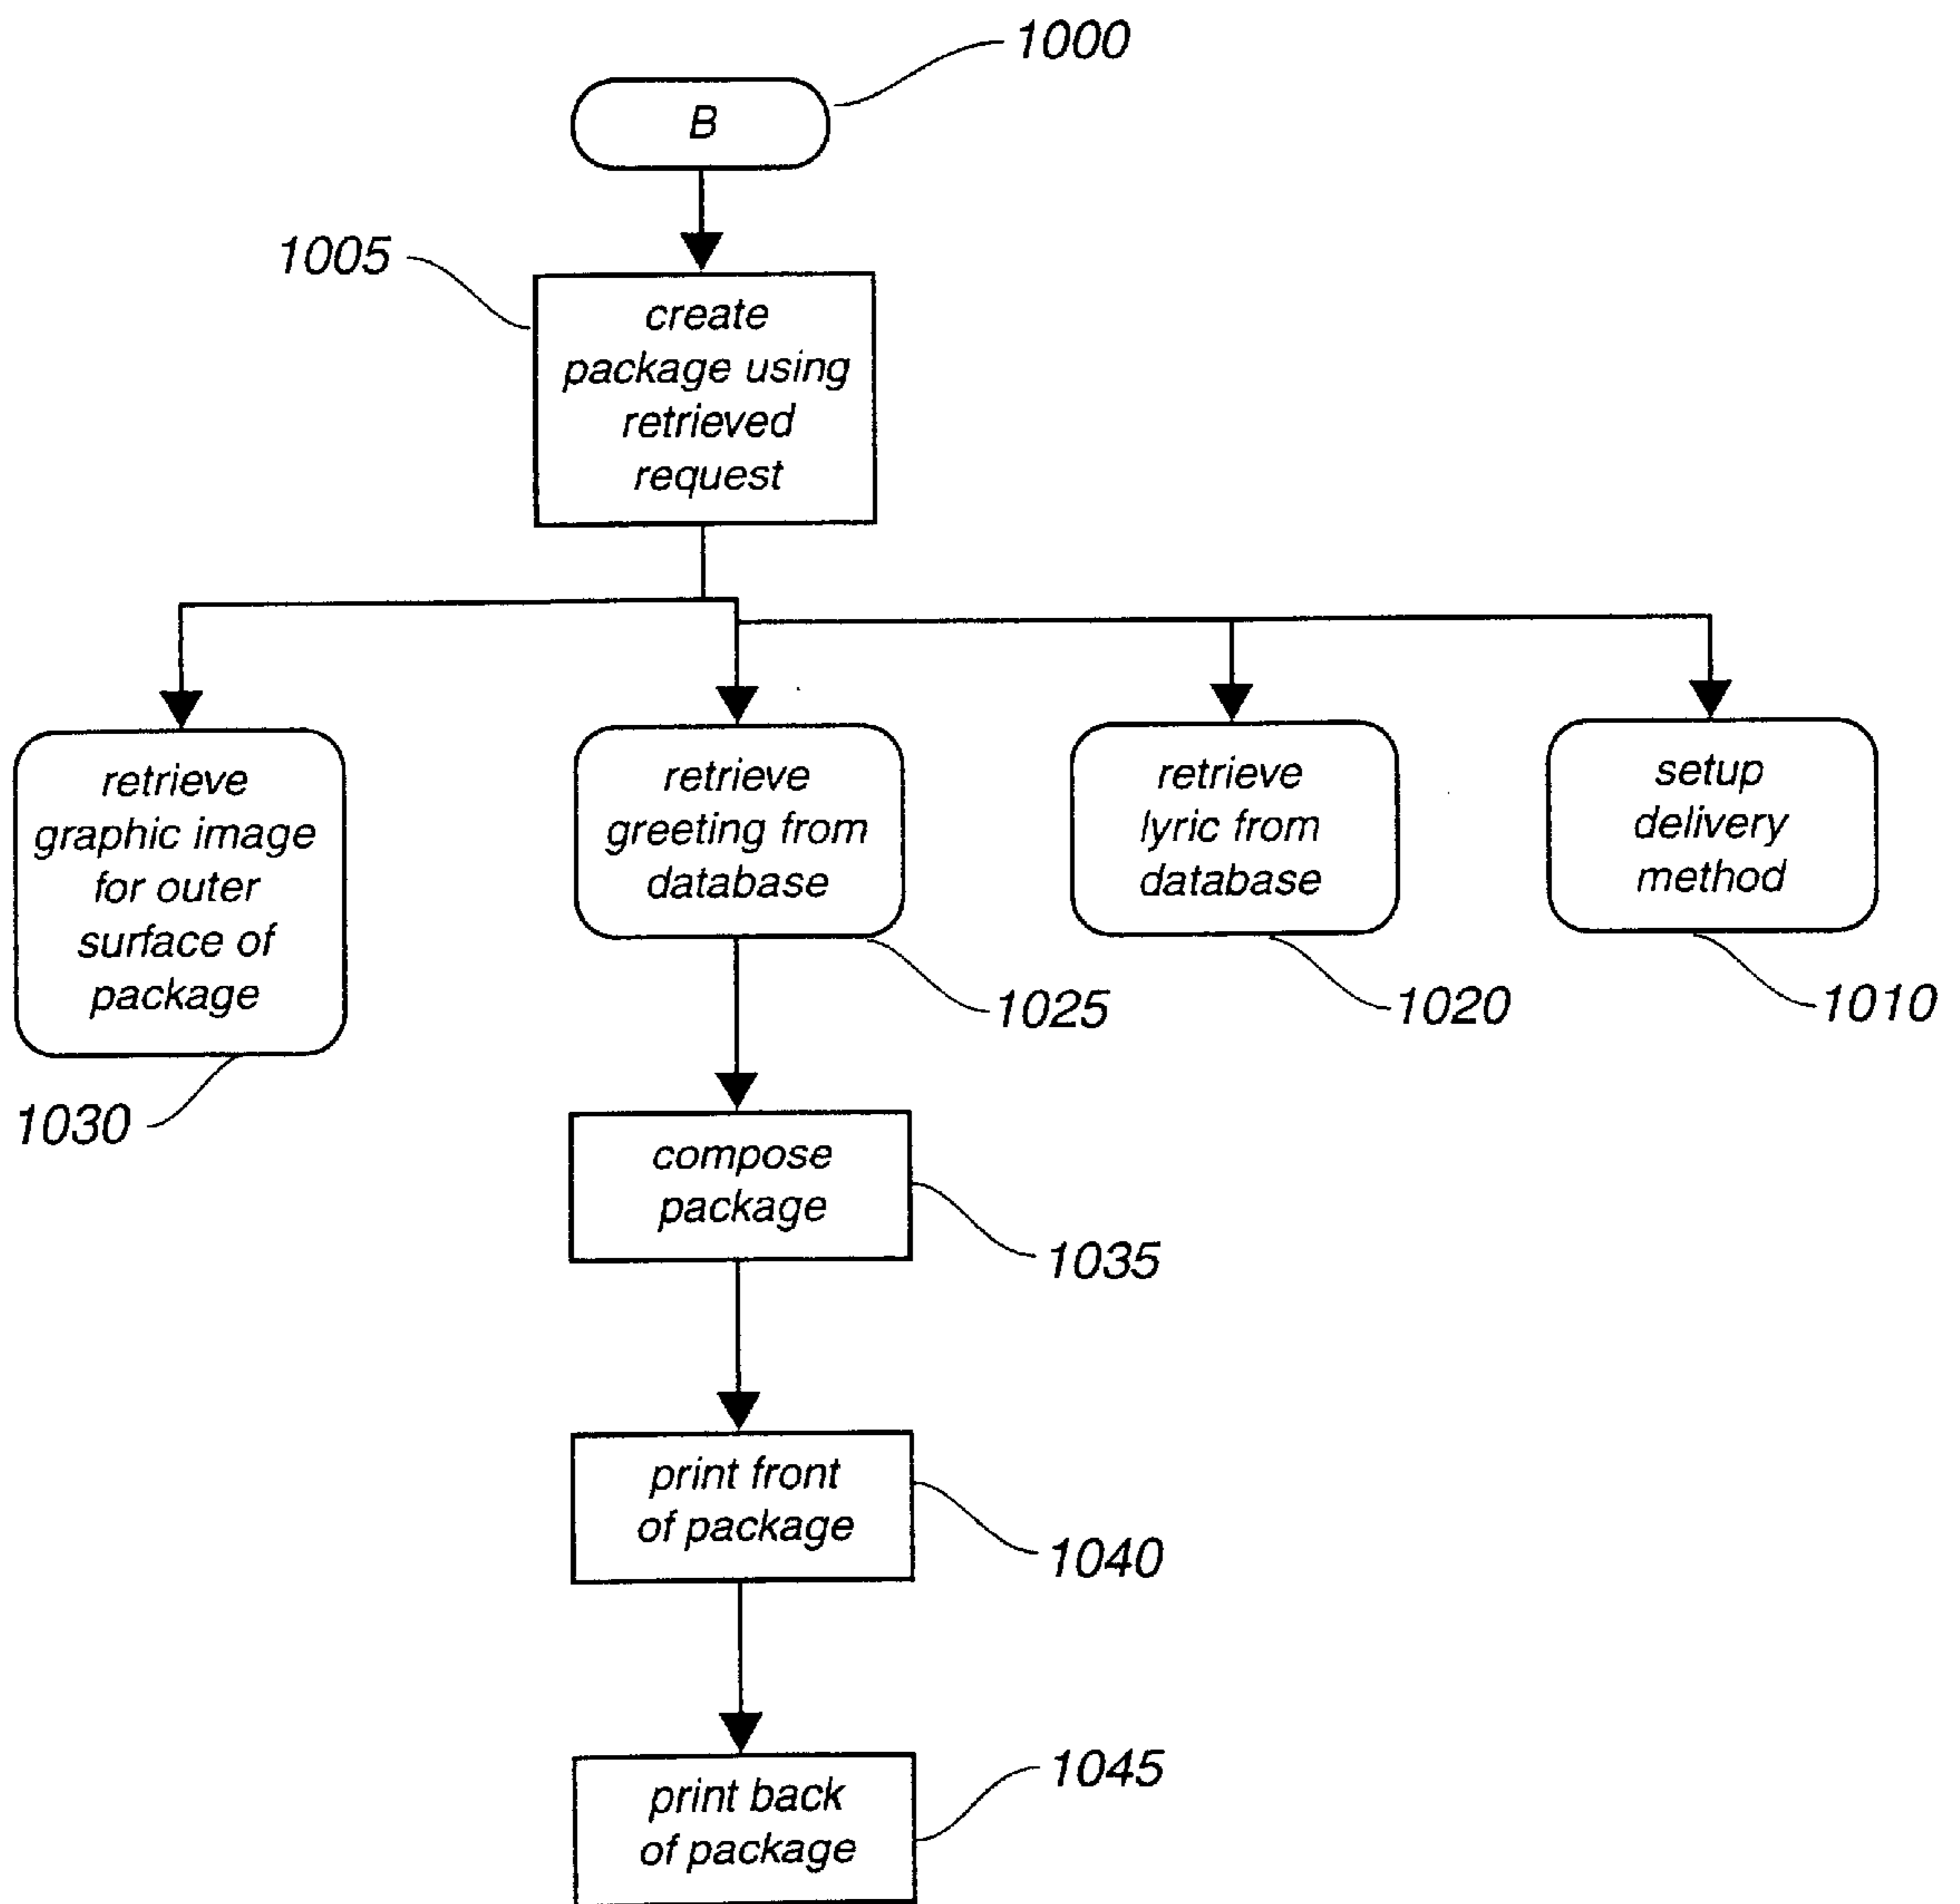 1000
B
1005
create
package using
retrieved
request
retrieve
graphic image
for outer
surface of
package
1030
retrieve
greeting from
database
1025
retrieve
lyric from
database
1020
setup
delivery
method
1010
compose
package
1035
print front
of package
1040
print back
of package
1045